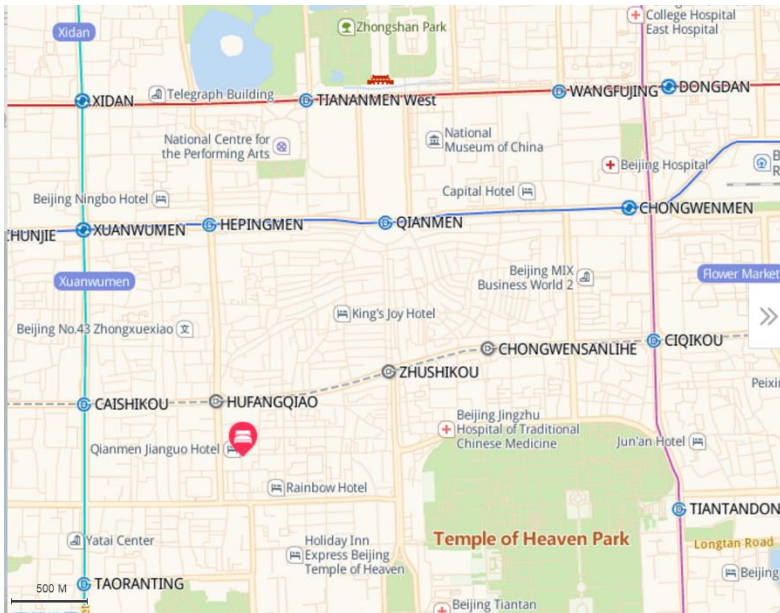 College Hospital
East Hospital
Xidan
Zhongshan Park
XIDAN
Telegraph Building
TIANANMEN West
WANGFUJING
DONGDAN
National Centre for
the Performing Arts
National
Museum of China
Beijing Hospital
B
R
Beijing Ningbo Hotel
Capital Hotel
CHONGWENMEN
HUNJIE
XUANWUMEN
HEPINGMEN
QIANMEN
Xuanwumen
Beijing MIX
Business World 2
Flower Market
King's Joy Hotel
Beijing No.43 Zhongxuexiao
文
CIQIKOU
CHONGWENSANLIHE
ZHUSHIKOU
Peixin
CAISHIKOU
HUFANGQIAO
Beijing Jingzhu
Hospital of Traditional
Chinese Medicine
Qianmen Jianguo Hotel
Jun'an Hotel
Rainbow Hotel
TIANTANDON
Yatai Center
Holiday Inn
Express Beijing
Temple of Heaven
Temple of Heaven Park
Longtan Road
Beijing
500 M
TAORANTING
Beijing Tiantan